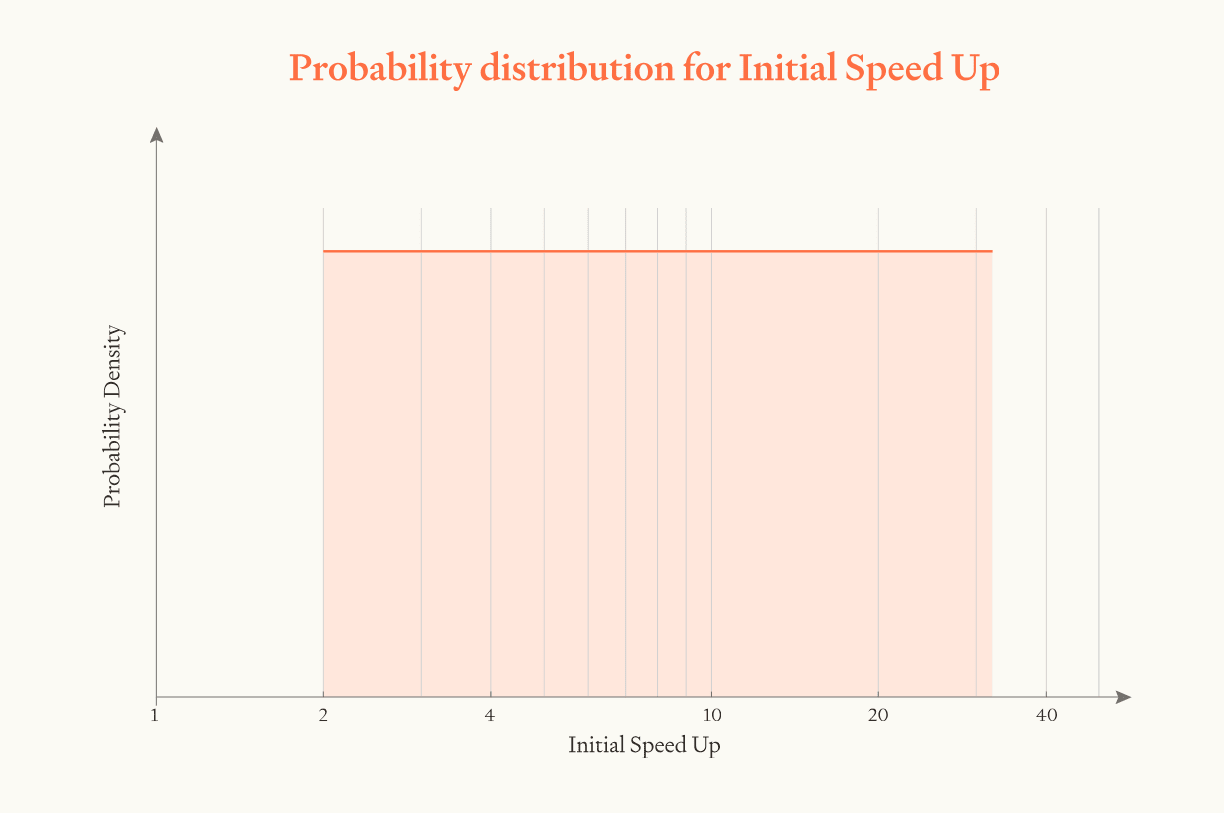 Probability distribution for Initial Speed Up
Probability Density
1 2 4 10 20 40
Initial Speed Up